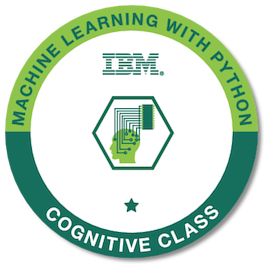 MACHINE LEARNING WITH PYTHON
IBM®
COGNITIVE CLASS